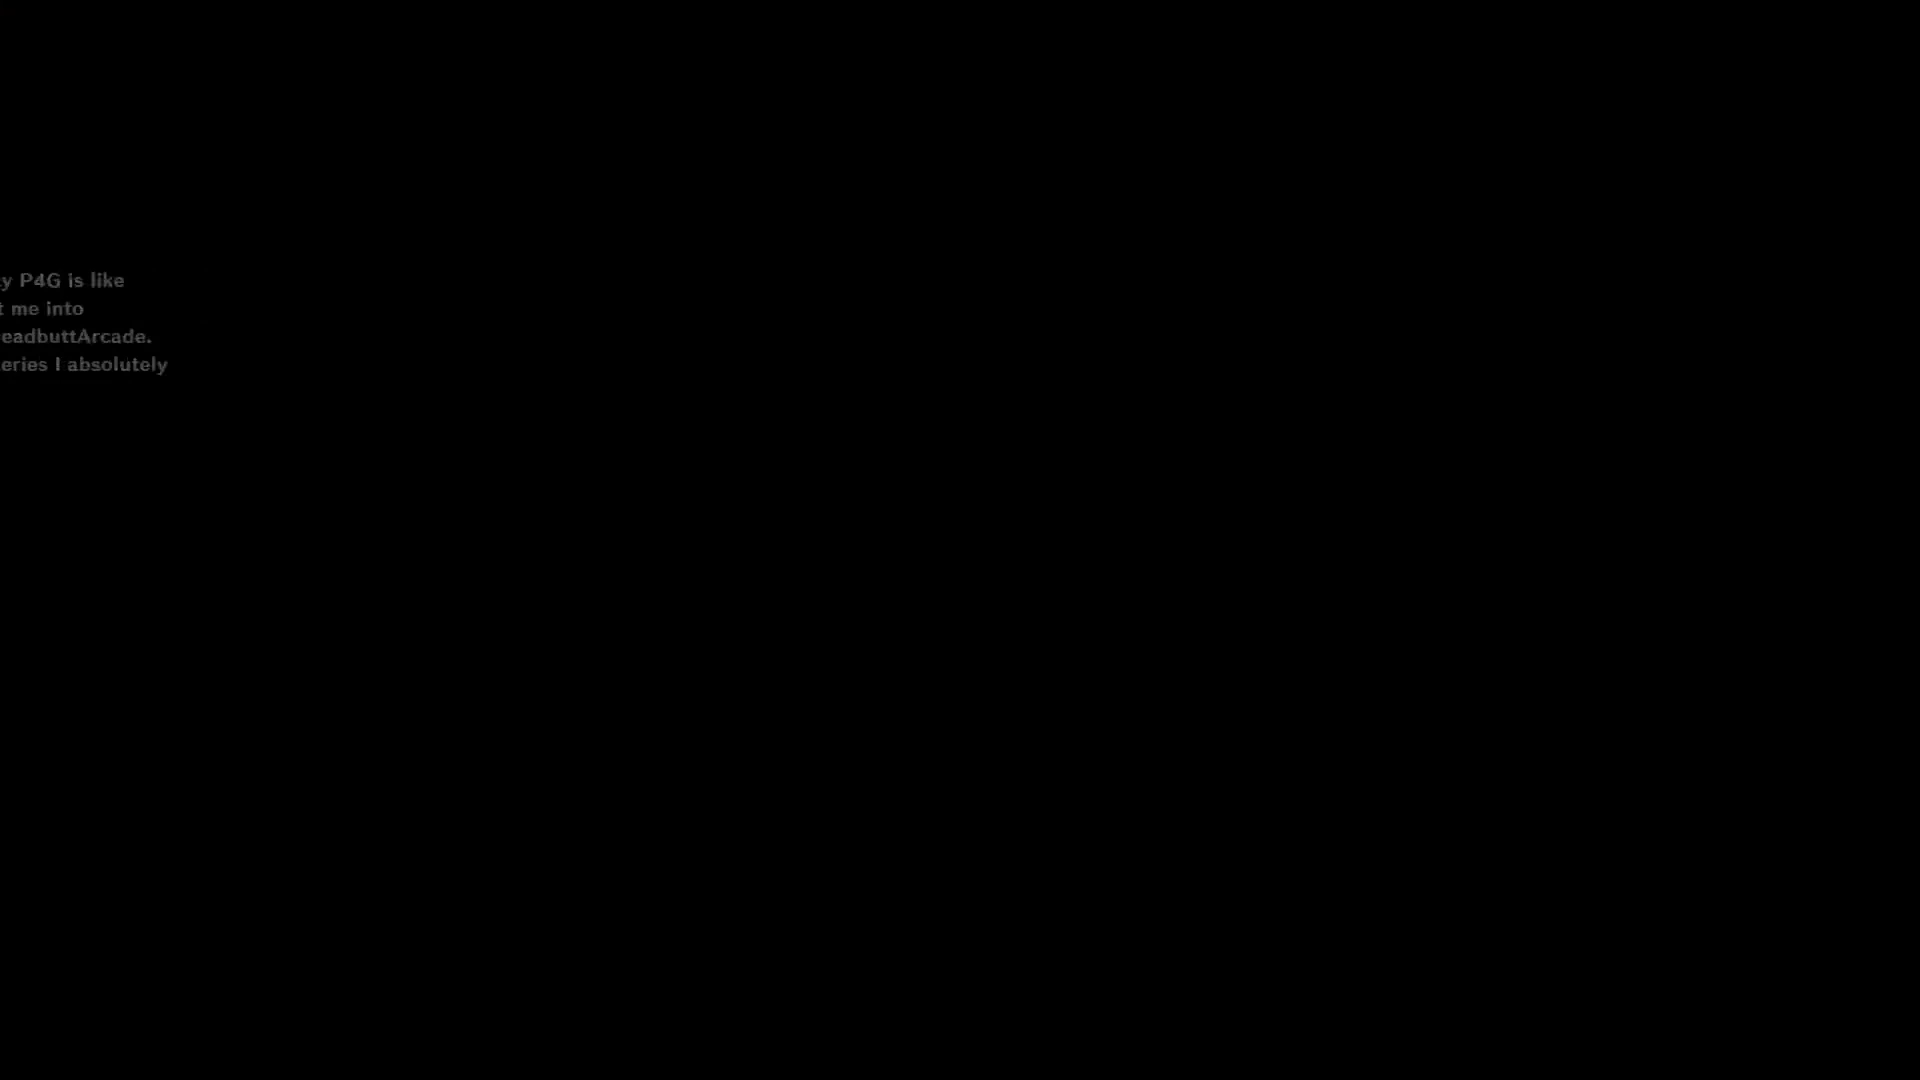 y P4G is like
t me into
eadbuttArcade.
eries I absolutely